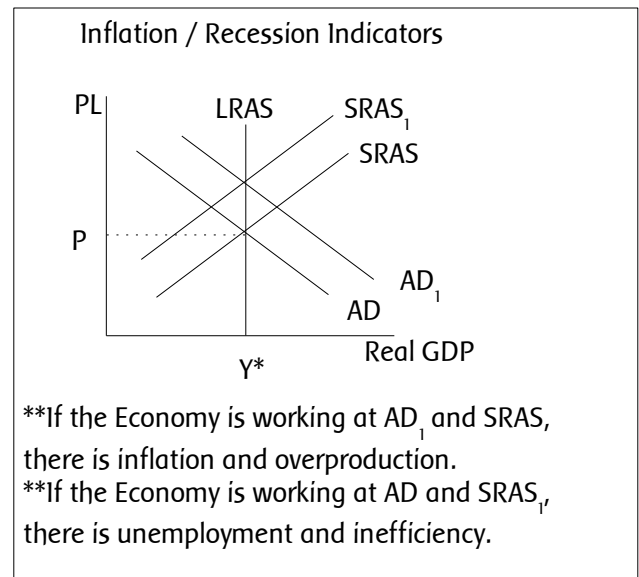 Inflation / Recession Indicators
PL
LRAS
SRAS₁
SRAS
P
AD₁
AD
Real GDP
Y*
**If the Economy is working at AD₁ and SRAS,
there is inflation and overproduction.
**If the Economy is working at AD and SRAS₁,
there is unemployment and inefficiency.